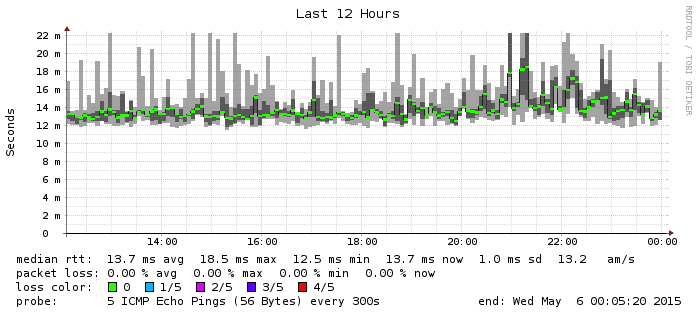 Last 12 Hours
RRDTOOL / TOBI OETIKER
Seconds
22 m
20 m
18 m
16 m
14 m
12 m
10 m
8 m
6 m
4 m
2 m
0
14:00 16:00 18:00 20:00 22:00 00:00
median rtt: 13.7 ms avg 18.5 ms max 12.5 ms min 13.7 ms now 1.0 ms sd 13.2 am/s
packet loss: 0.00 % avg 0.00 % max 0.00 % min 0.00 % now
loss color: 0 1/5 2/5 3/5 4/5
probe: 5 ICMP Echo Pings (56 Bytes) every 300s end: Wed May 6 00:05:20 2015